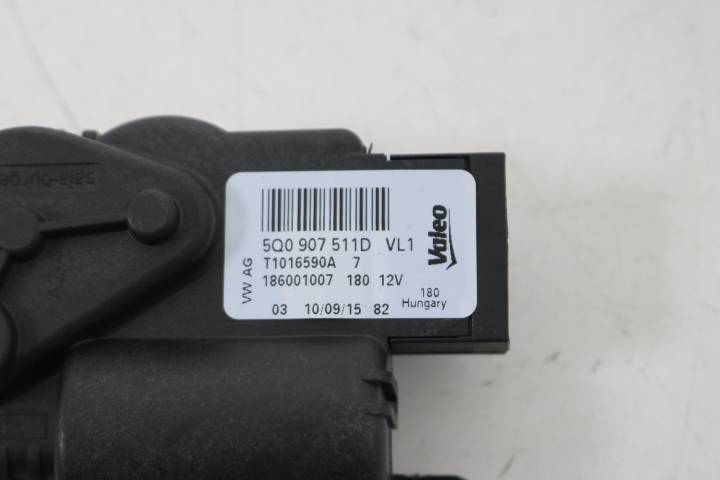 5Q0 907 511D VL1
T1016590A 7
186001007 180 12V
03 10/09/15 82
VW AG
Valeo
180
Hungary